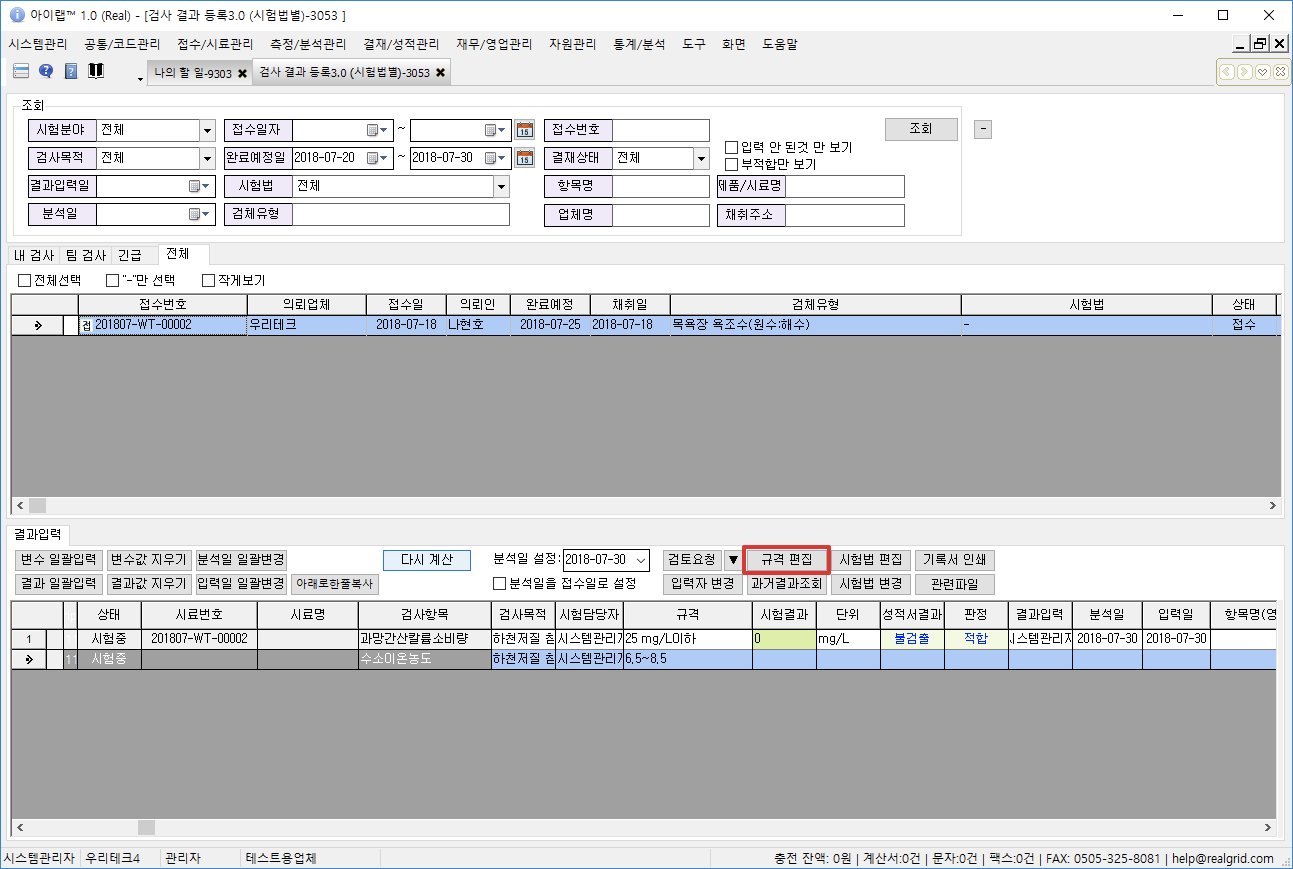 아이랩™ 1.0 (Real) - [검사 결과 등록3.0 (시험법별)-3053 ]
시스템관리 공통/코드관리 접수/시료관리 측정/분석관리 결재/성적관리 재무/영업관리 자원관리 통계/분석 도구 화면 도움말
나의 할 일-9303 검사 결과 등록3.0 (시험법별)-3053
조회
시험분야 전체 접수일자 ~ 15 접수번호 조회 -
검사목적 전체 완료예정일 2018-07-20 ~ 2018-07-30 15 결재상태 전체 입력 안 된것 만 보기
부적합만 보기
결과입력일 시험법 전체 항목명 제품/시료명
분석일 검체유형 업체명 채취주소
내 검사 팀 검사 긴급 전체
전체선택 "-"만 선택 작게보기
접수번호 의뢰업체 접수일 의뢰인 완료예정 채취일 검체유형 시험법 상태
접 201807-WT-00002 우리테크 2018-07-18 나현호 2018-07-25 2018-07-18 목욕장 욕조수(원수:해수) - 접수
결과입력
변수 일괄입력 변수값 지우기 분석일 일괄변경 다시 계산 분석일 설정: 2018-07-30 검토요청 ▼ 규격 편집 시험법 편집 기록서 인쇄
결과 일괄입력 결과값 지우기 입력일 일괄변경 아래로한줄복사 분석일을 접수일로 설정 입력자 변경 과거결과조회 시험법 변경 관련파일
상태 시료번호 시료명 검사항목 검사목적 시험담당자 규격 시험결과 단위 성적서결과 판정 결과입력 분석일 입력일 항목명(영
1 시험중 201807-WT-00002 과망간산칼륨소비량 하천저질 침 시스템관리자 25 mg/L이하 0 mg/L 불검출 적합 시스템관리자 2018-07-30 2018-07-30
11 시험중 수소이온농도 하천저질 침 시스템관리자 6.5~8.5
시스템관리자 우리테크4 관리자 테스트용업체 충전 잔액: 0원 | 계산서:0건 | 문자:0건 | 팩스:0건 | FAX: 0505-325-8081 | help@realgrid.com